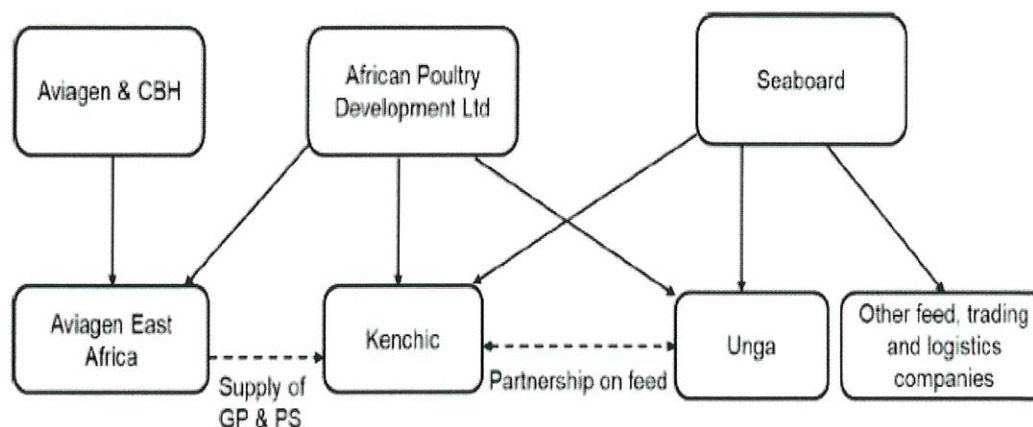 Aviagen & CBH
African Poultry
Development Ltd
Seaboard
Aviagen East
Africa
Supply of
GP & PS
Kenchic
Partnership on feed
Unga
Other feed, trading
and logistics
companies